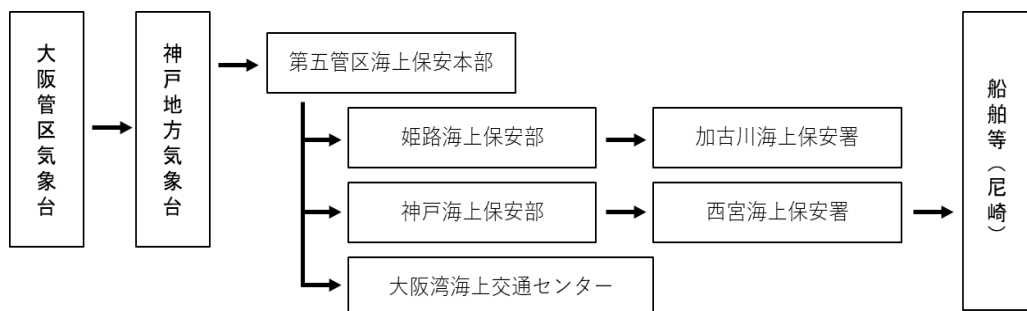 大阪管区気象台
神戸地方気象台
第五管区海上保安本部
姫路海上保安部
加古川海上保安署
神戸海上保安部
西宮海上保安署
大阪湾海上交通センター
船舶等（尼崎）